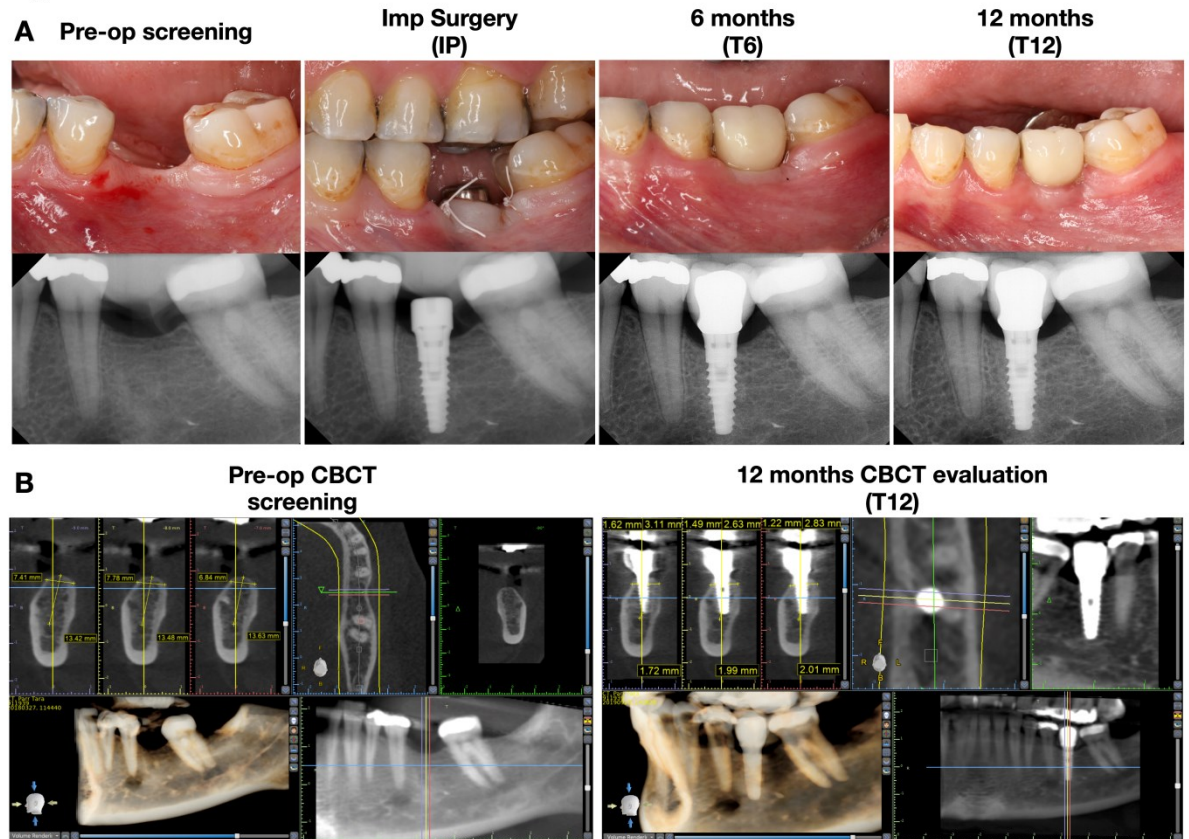 A
Pre-op screening
Imp Surgery
(IP)
6 months
(T6)
12 months
(T12)
B
Pre-op CBCT
screening
12 months CBCT evaluation
(T12)
7.41 mm
7.78 mm
6.84 mm
13.42 mm
13.48 mm
13.63 mm
1.62 mm 3.11 mm
1.49 mm 2.63 mm
1.22 mm 2.83 mm
1.72 mm
1.99 mm
2.01 mm
R
L
Volume Rendering